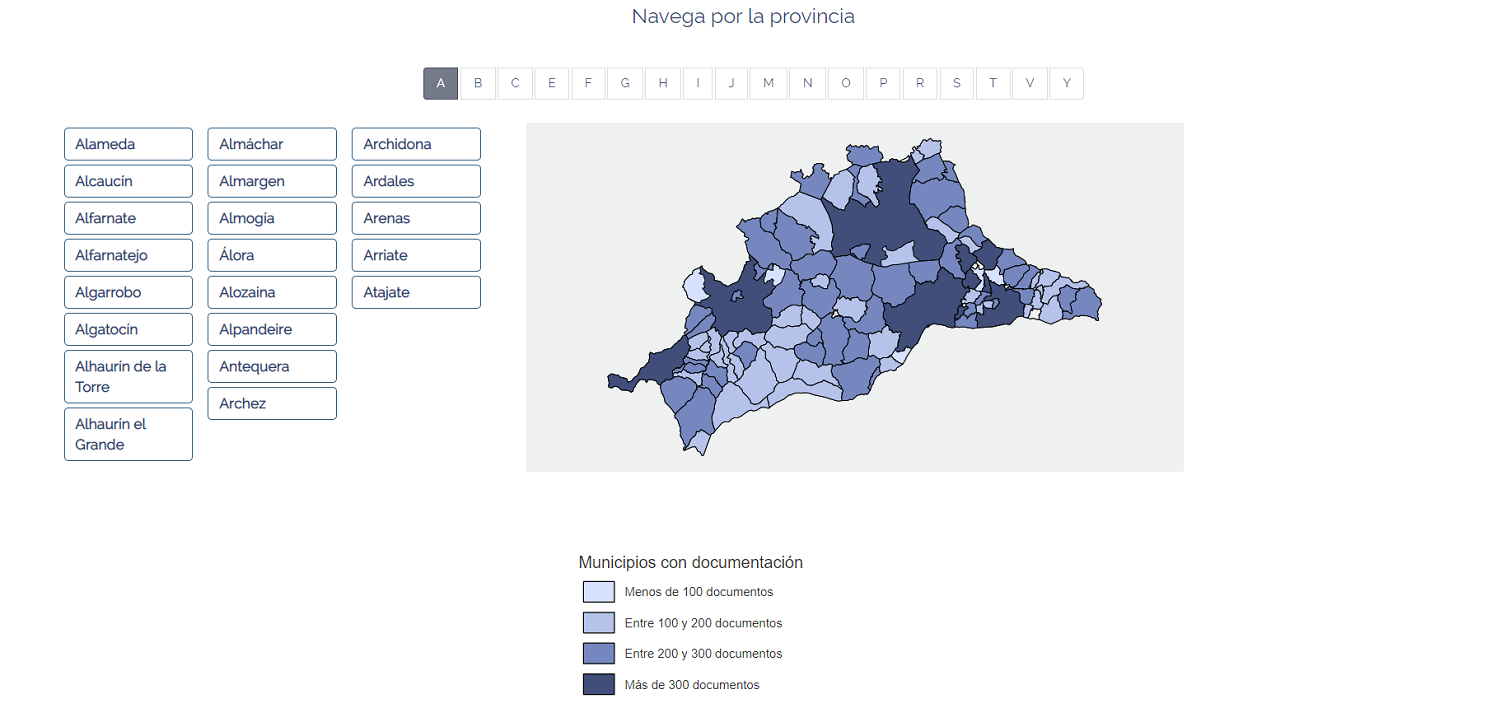 Navega por la provincia
A B C E F G H I J M N O P R S T V Y
Alameda
Alcaucín
Alfarnate
Alfarnatejo
Algarrobo
Algatocín
Alhaurín de la
Torre
Alhaurín el
Grande
Almáchar
Almargen
Almogía
Álora
Alozaina
Alpandeire
Antequera
Archez
Archidona
Ardales
Arenas
Arriate
Atajate
Municipios con documentación
Menos de 100 documentos
Entre 100 y 200 documentos
Entre 200 y 300 documentos
Más de 300 documentos